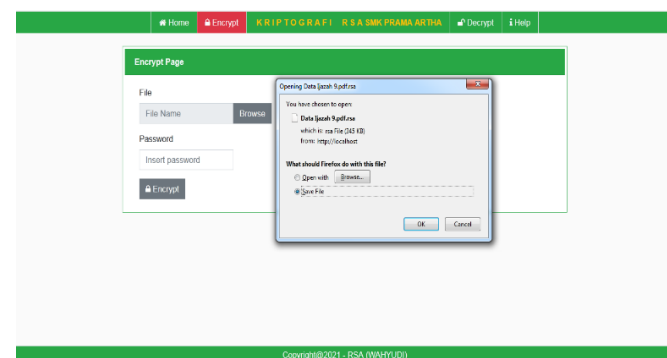 Home Encrypt KRIPTOGRAFI RSA SMK PRAMA ARTHA Decrypt Help
Encrypt Page
File
File Name Browse
Password
Insert password
Encrypt
Opening Data Ijazah 9.pdf.rsa
You have chosen to open:
Data Ijazah 9.pdf.rsa
which is: rsa File (243 KB)
from: http://localhost
What should Firefox do with this file?
Open with Browse...
Save File
OK Cancel
Copyright@2021 - RSA (WAHYUDI)